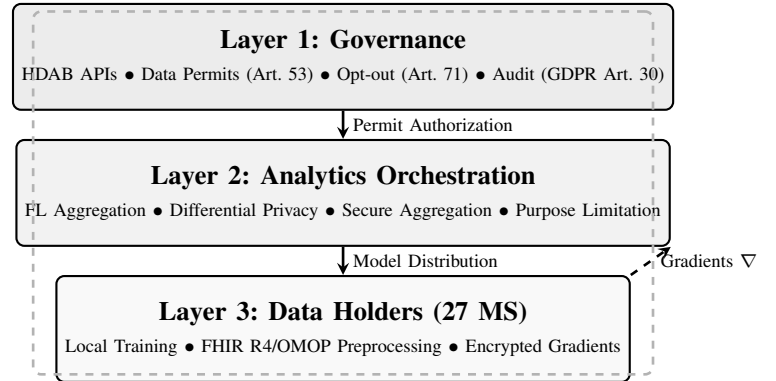 Layer 1: Governance
HDAB APIs ● Data Permits (Art. 53) ● Opt-out (Art. 71) ● Audit (GDPR Art. 30)
Permit Authorization
Layer 2: Analytics Orchestration
FL Aggregation ● Differential Privacy ● Secure Aggregation ● Purpose Limitation
Model Distribution
Gradients ∇
Layer 3: Data Holders (27 MS)
Local Training ● FHIR R4/OMOP Preprocessing ● Encrypted Gradients